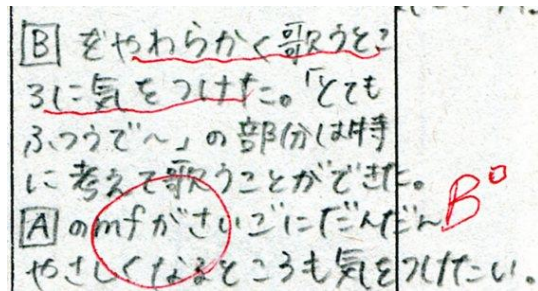 B をやわらかく歌うとこ
ろに気をつけた。「とても
ふつうで〜」の部分は特
に考えて歌うことができた。
A のmfがさいごにだんだん
やさしくなるところも気をつけたい。
B°